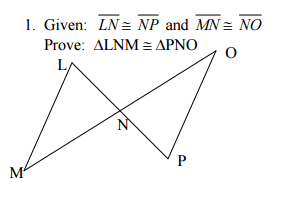 1. Given: LN ≅ NP and MN ≅ NO
Prove: ΔLNM ≅ ΔPNO
O
L
N
P
M